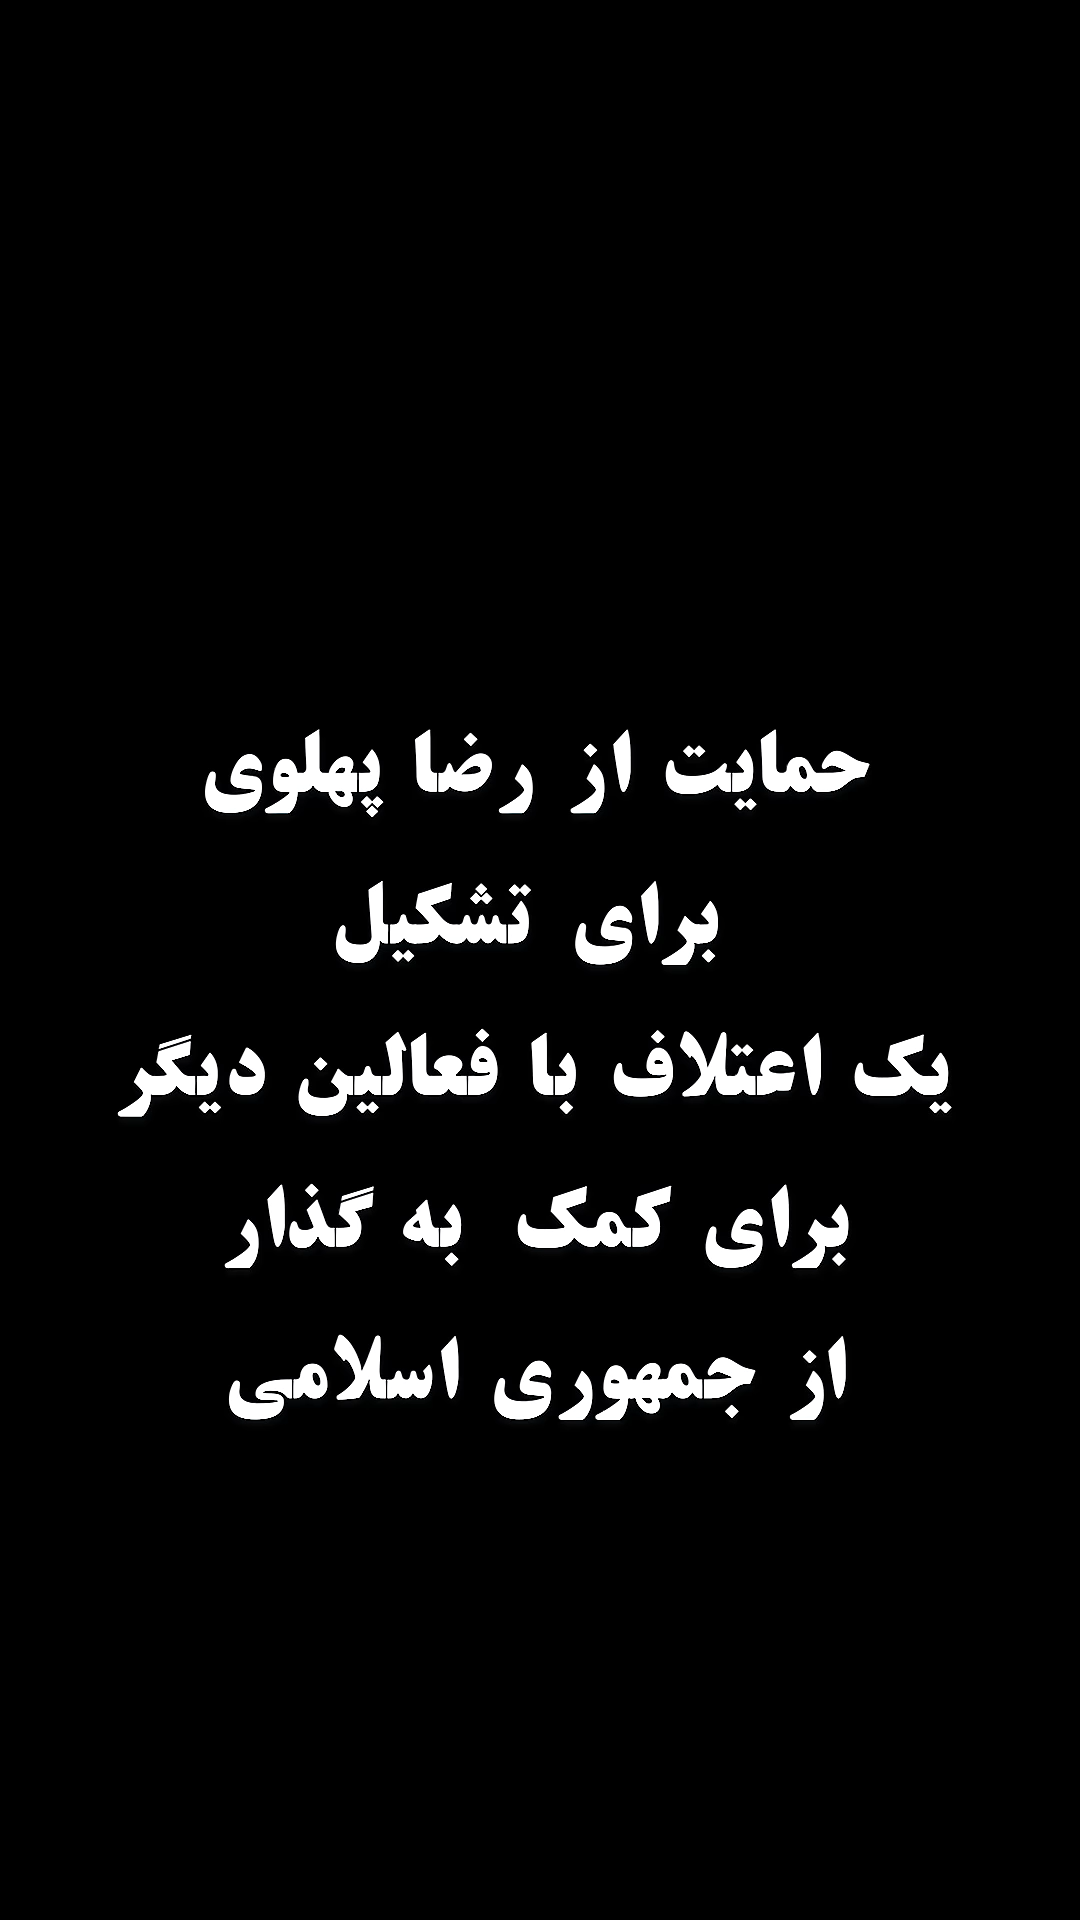 حمایت از رضا پهلوی
برای تشکیل
یک اعتلاف با فعالین دیگر
برای کمک به گذار
از جمهوری اسلامی